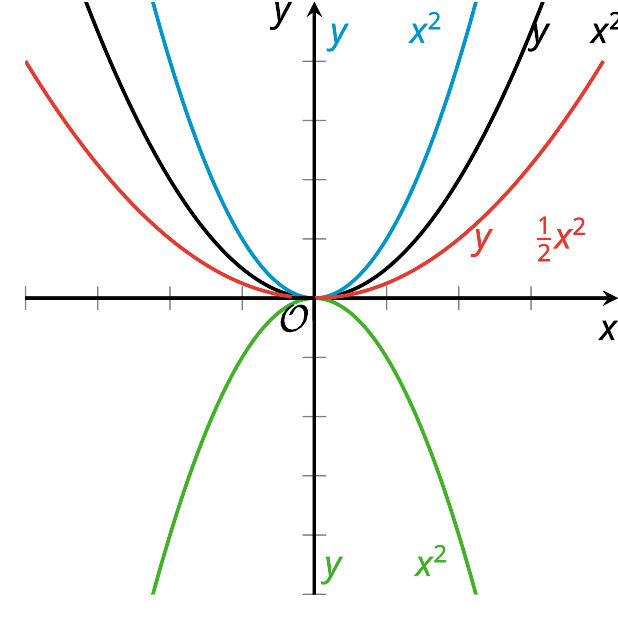 y
y x²
y x²
y ½x²
O
x
y x²